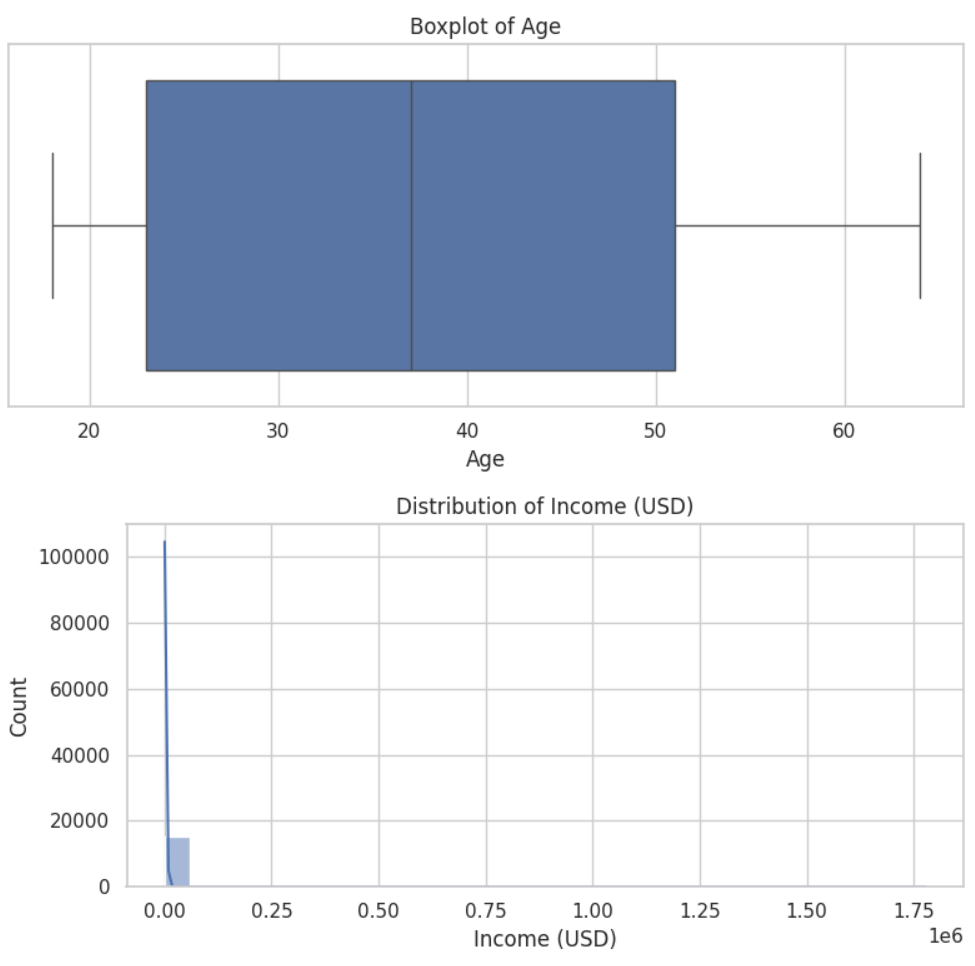 Boxplot of Age
20 30 40 50 60
Age
Distribution of Income (USD)
100000
80000
60000
40000
20000
0
Count
0.00 0.25 0.50 0.75 1.00 1.25 1.50 1.75
1e6
Income (USD)